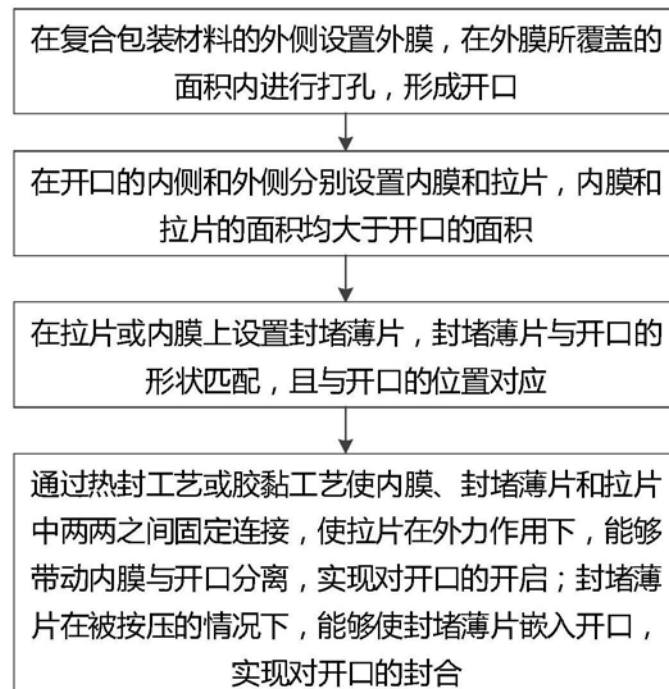 在复合包装材料的外侧设置外膜，在外膜所覆盖的
面积内进行打孔，形成开口
在开口的内侧和外侧分别设置内膜和拉片，内膜和
拉片的面积均大于开口的面积
在拉片或内膜上设置封堵薄片，封堵薄片与开口的
形状匹配，且与开口的位置对应
通过热封工艺或胶黏工艺使内膜、封堵薄片和拉片
中两两之间固定连接，使拉片在外力作用下，能够
带动内膜与开口分离，实现对开口的开启；封堵薄
片在被按压的情况下，能够使封堵薄片嵌入开口，
实现对开口的封合